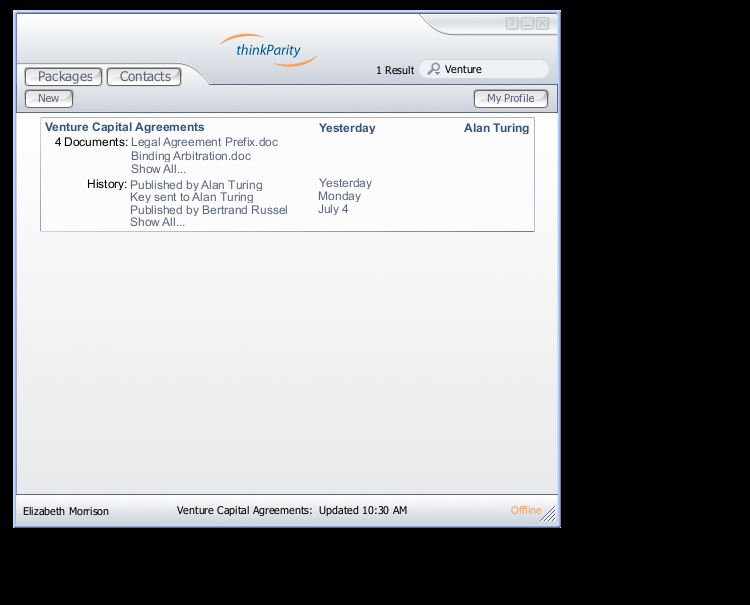 ?
thinkParity
1 Result Venture
Packages Contacts
New My Profile
Venture Capital Agreements Yesterday Alan Turing
4 Documents: Legal Agreement Prefix.doc
Binding Arbitration.doc
Show All...
History: Published by Alan Turing Yesterday
Key sent to Alan Turing Monday
Published by Bertrand Russel July 4
Show All...
Elizabeth Morrison Venture Capital Agreements: Updated 10:30 AM Offline